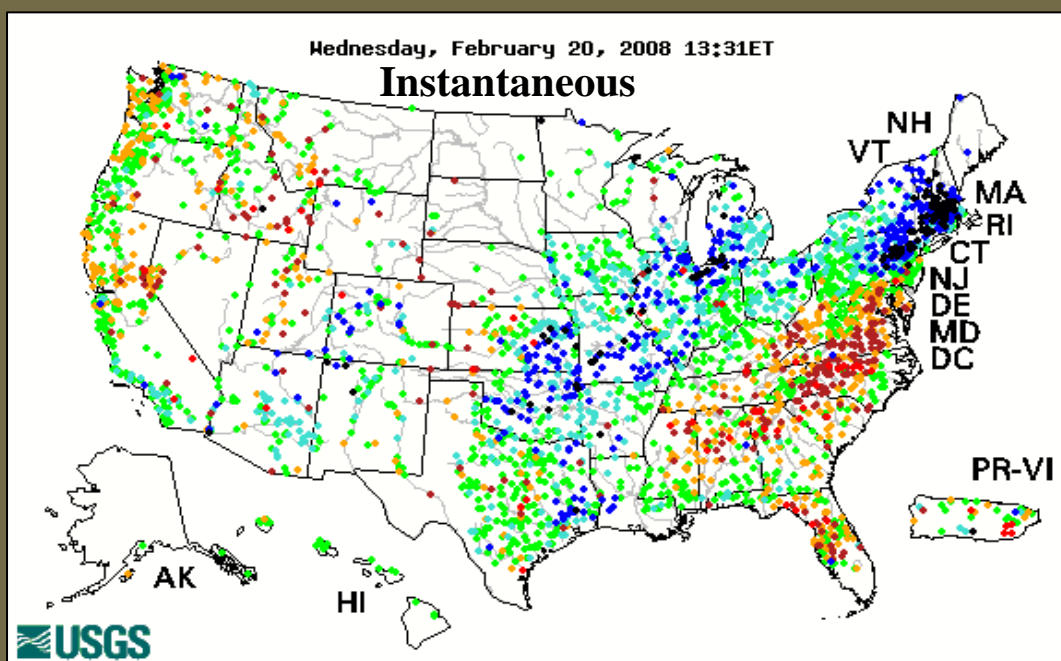 Wednesday, February 20, 2008 13:31ET
Instantaneous
NH
VT
MA
RI
CT
NJ
DE
MD
DC
PR-VI
AK
HI
USGS